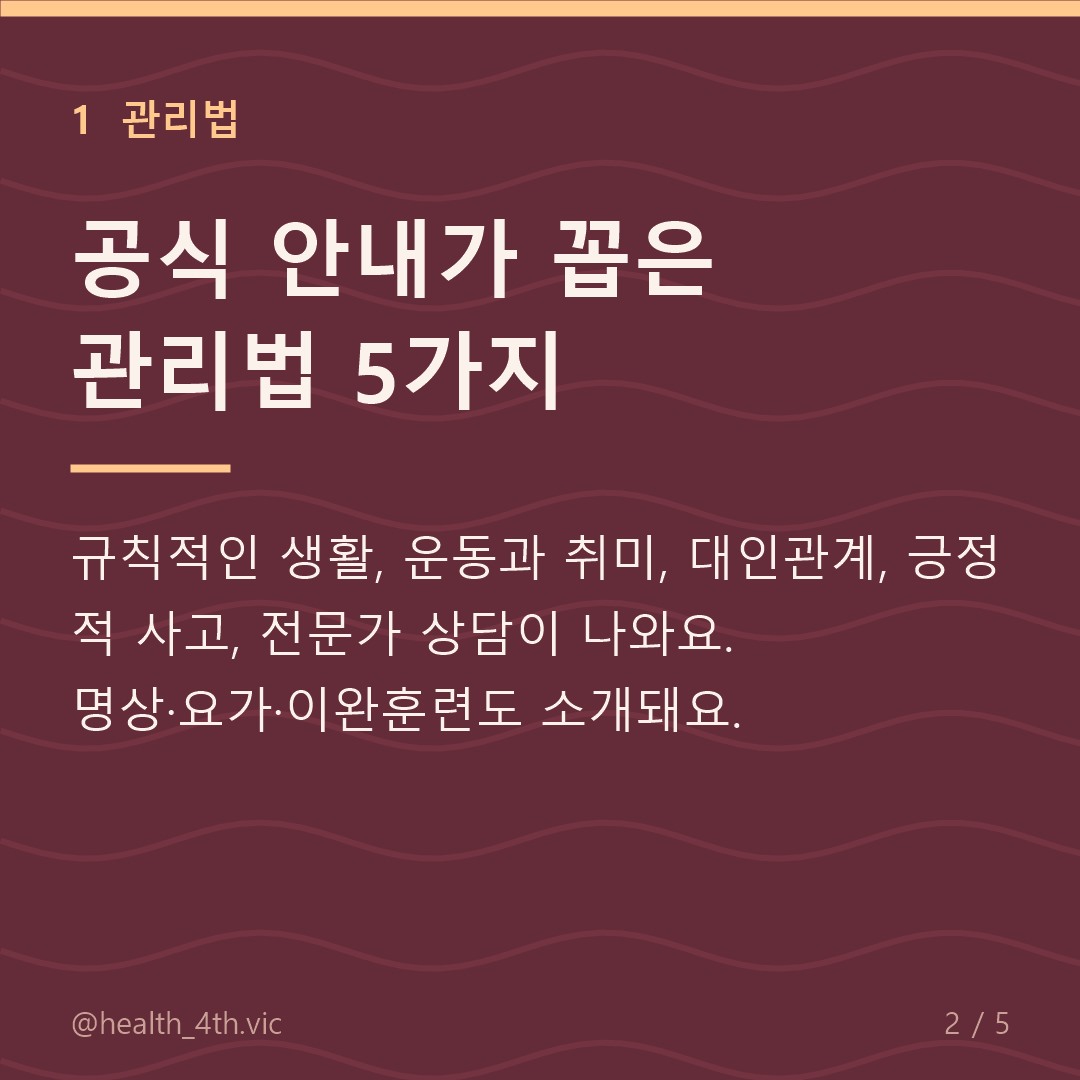 1 관리법
공식 안내가 꼽은
관리법 5가지
규칙적인 생활, 운동과 취미, 대인관계, 긍정
적 사고, 전문가 상담이 나와요.
명상·요가·이완훈련도 소개돼요.
@health_4th.vic
2 / 5